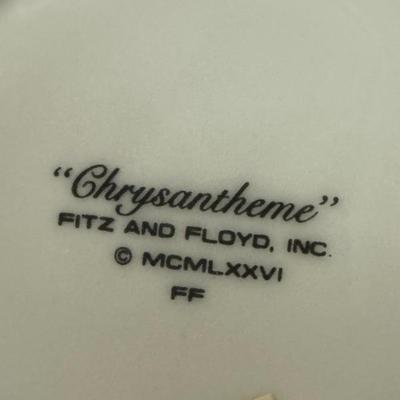 “Chrysantheme”
FITZ AND FLOYD, INC.
© MCMLXXVI
FF